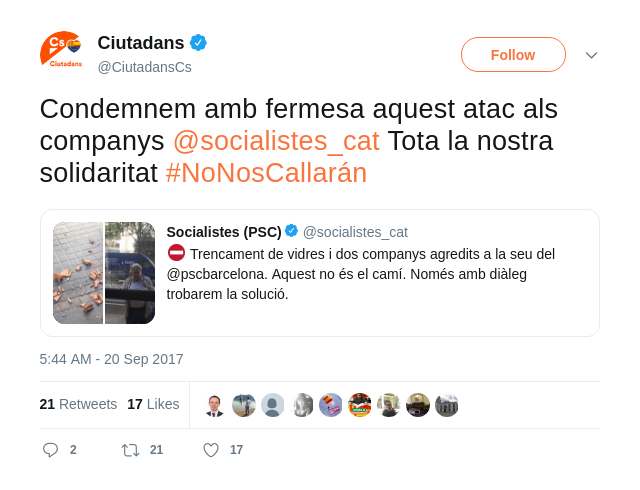 Cs
Ciutadans
Ciutadans
@CiutadansCs
Follow
Condemnem amb fermesa aquest atac als
companys @socialistes_cat Tota la nostra
solidaritat #NoNosCallarán
Socialistes (PSC) @socialistes_cat
Trencament de vidres i dos companys agredits a la seu del
@pscbarcelona. Aquest no és el camí. Només amb diàleg
trobarem la solució.
5:44 AM - 20 Sep 2017
21 Retweets 17 Likes
2 21 17